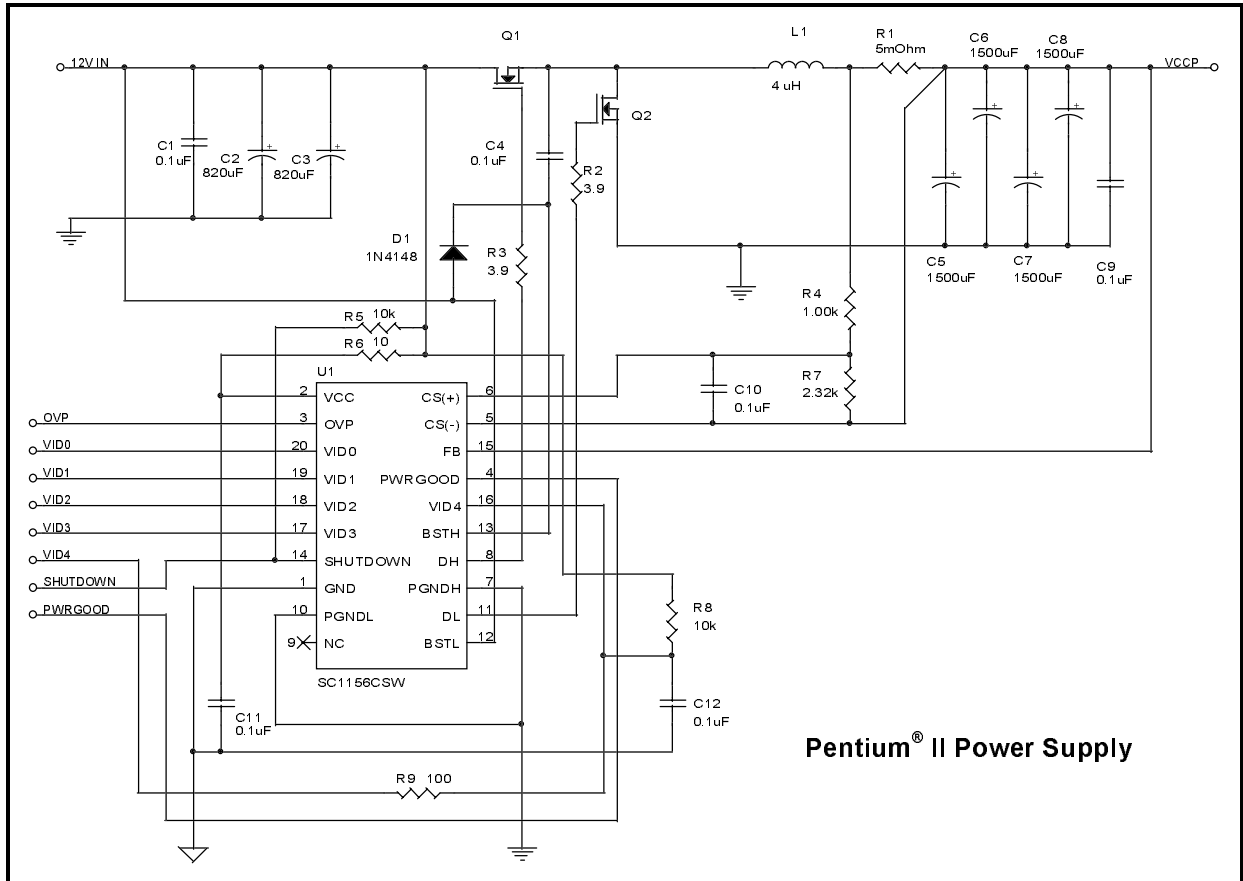 Q1
L1
R1
5mOhm
C6
1500uF
C8
1500uF
12V IN
VCCP
4 uH
Q2
C1
0.1uF
C2
820uF
C3
820uF
C4
0.1uF
R2
3.9
D1
1N4148
R3
3.9
C5
1500uF
C7
1500uF
C9
0.1uF
R4
1.00k
R5 10k
R6 10
R7
2.32k
C10
0.1uF
U1
2 VCC CS(+) 6
OVP 3 OVP CS(-) 5
VID0 20 VID0 FB 15
VID1 19 VID1 PWRGOOD 4
VID2 18 VID2 VID4 16
VID3 17 VID3 BSTH 13
VID4 14 SHUTDOWN DH 8
SHUTDOWN 1 GND PGNDH 7
PWRGOOD 10 PGNDL DL 11
9 NC BSTL 12
SC1156CSW
R8
10k
C11
0.1uF
C12
0.1uF
Pentium® II Power Supply
R9 100